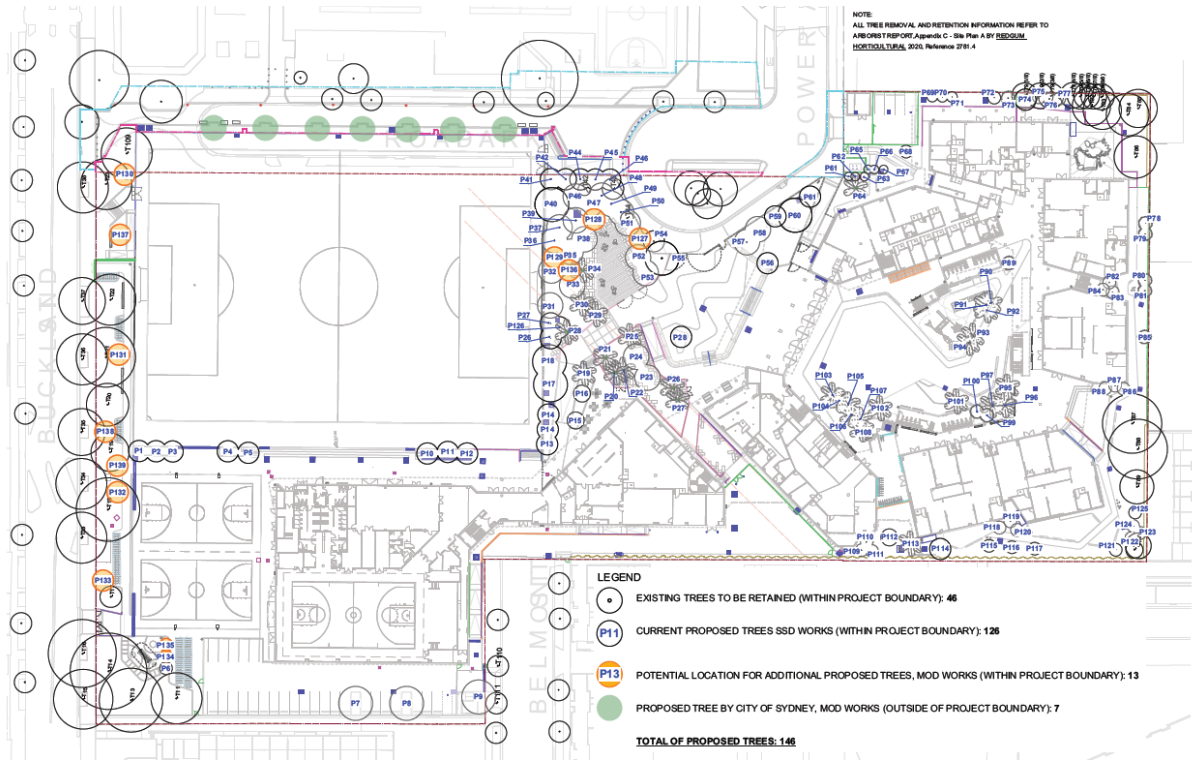 NOTE:
ALL TREE REMOVAL AND RETENTION INFORMATION REFER TO
ARBORIST REPORT, Appendix C - Site Plan A BY REDGUM
HORTICULTURAL 2020, Reference 2781.4
POWER
P69 P70
P71
P72
P73
P74
P75
P76
P77
P65
P66
P68
P62
P67
P61
P63
P64
P42
P44
P45
P46
P41
P48
P46
P47
P49
P50
P40
P39
P128
P51
P37
P38
P36
P127
P54
P52
P55
P53
P129
P35
P32
P136
P34
P33
P57
P58
P59
P60
P61
P56
P130
P137
P131
P138
P139
P132
P133
P135
P134
P6
P31
P30
P29
P27
P126
P28
P26
P25
P28
P18
P21
P24
P19
P23
P26
P17
P16
P20
P22
P27
P14
P15
P14
P13
P1
P2
P3
P4
P5
P10
P11
P12
P78
P79
P80
P81
P82
P83
P84
P85
P89
P90
P91
P92
P93
P94
P87
P88
P86
P97
P95
P100
P96
P101
P99
P103
P105
P104
P107
P102
P106
P108
P109
P110
P111
P112
P113
P114
P115
P116
P117
P118
P119
P120
P121
P122
P123
P124
P125
P7
P8
P9
BUCKLAND
BELMONT
LEGEND
EXISTING TREES TO BE RETAINED (WITHIN PROJECT BOUNDARY): 46
P11
CURRENT PROPOSED TREES SSD WORKS (WITHIN PROJECT BOUNDARY): 126
P13
POTENTIAL LOCATION FOR ADDITIONAL PROPOSED TREES, MOD WORKS (WITHIN PROJECT BOUNDARY): 13
PROPOSED TREE BY CITY OF SYDNEY, MOD WORKS (OUTSIDE OF PROJECT BOUNDARY): 7
TOTAL OF PROPOSED TREES: 146